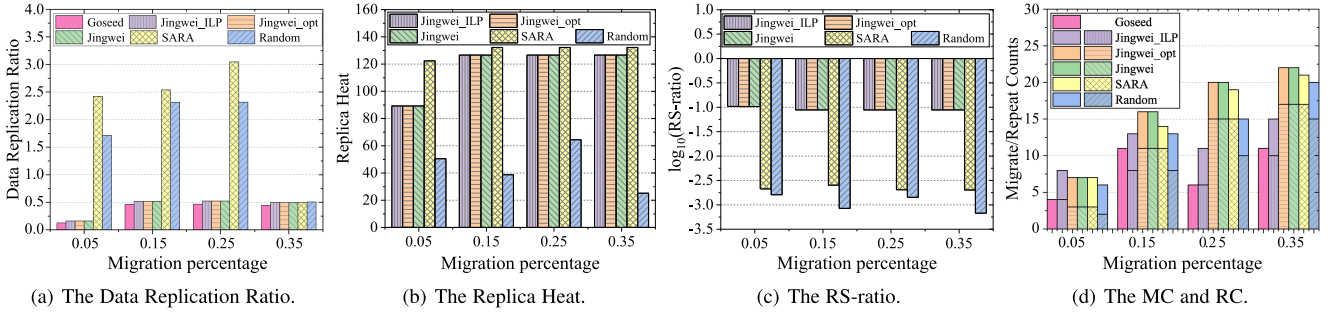 4.0
3.5
3.0
2.5
2.0
1.5
1.0
0.5
0.0
Data Replication Ratio
Goseed Jingwei_ILP Jingwei_opt
Jingwei SARA Random
0.05 0.15 0.25 0.35
Migration percentage
(a) The Data Replication Ratio.
160
140
120
100
80
60
40
20
0
Replica Heat
Jingwei_ILP Jingwei_opt
Jingwei SARA Random
0.05 0.15 0.25 0.35
Migration percentage
(b) The Replica Heat.
1.0
0.5
0.0
-0.5
-1.0
-1.5
-2.0
-2.5
-3.0
-3.5
log10(RS-ratio)
Jingwei_ILP Jingwei_opt
Jingwei SARA Random
0.05 0.15 0.25 0.35
Migration percentage
(c) The RS-ratio.
30
25
20
15
10
5
0
Migrate/Repeat Counts
Goseed
Jingwei_ILP
Jingwei_opt
Jingwei
SARA
Random
0.05 0.15 0.25 0.35
Migration percentage
(d) The MC and RC.